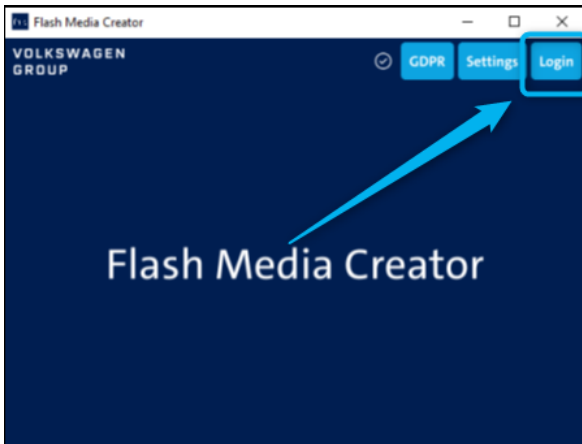 Flash Media Creator
VOLKSWAGEN
GROUP
GDPR
Settings
Login
Flash Media Creator